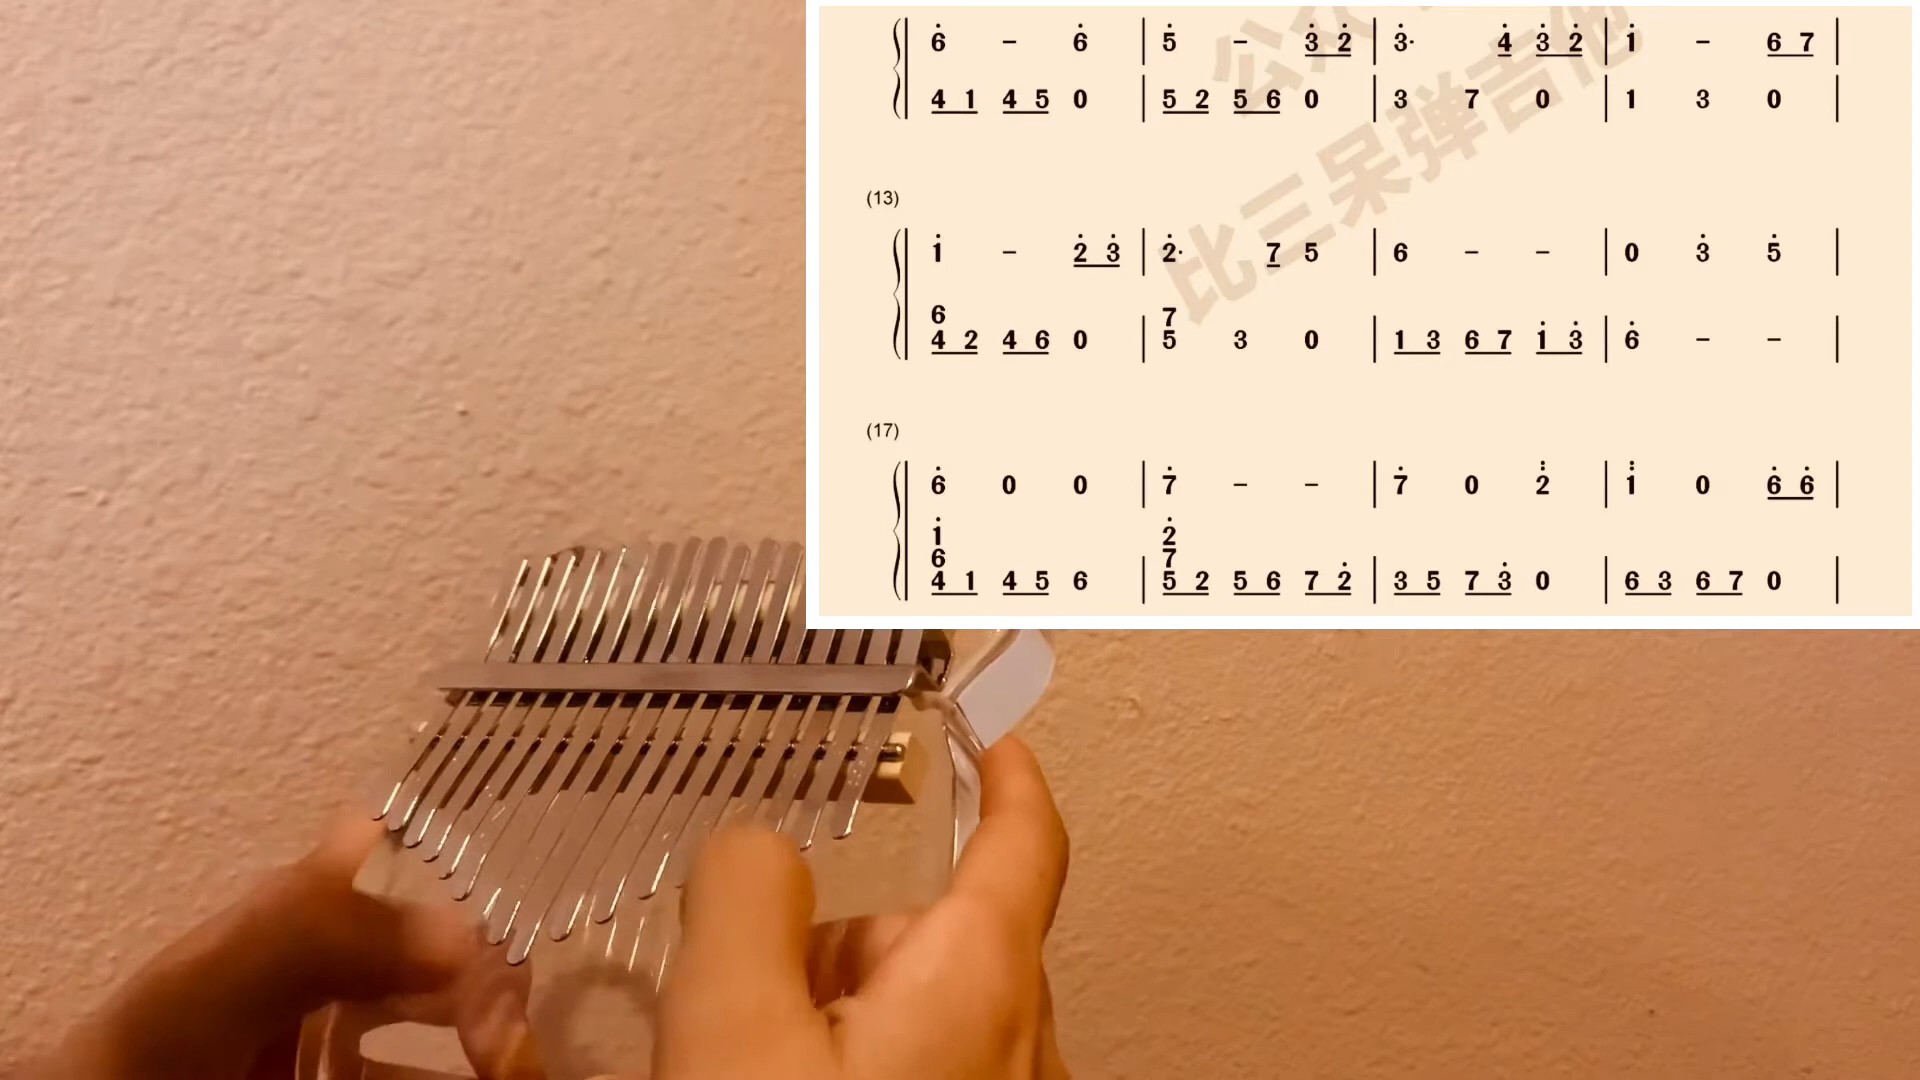 6̇ – 6̇ | 5̇ – 3̇ 2̇ | 3̇· 4̇ 3̇ 2̇ | 1̇ – 6 7 |
4 1 4 5 0 | 5 2 5 6 0 | 3 7 0 | 1 3 0 |
比三呆弹吉他
(13)
1̇ – 2̇ 3̇ | 2̇· 7 5 | 6 – – | 0 3̇ 5̇ |
6 7
4 2 4 6 0 | 5 3 0 | 1 3 6 7 1̇ 3̇ | 6̇ – – |
(17)
6̇ 0 0 | 7̇ – – | 7̇ 0 2̈ | 1̈ 0 6̇ 6̇ |
1̇ 2̇
6 7
4 1 4 5 6 | 5 2 5 6 7 2̇ | 3 5 7 3̇ 0 | 6 3 6 7 0 |